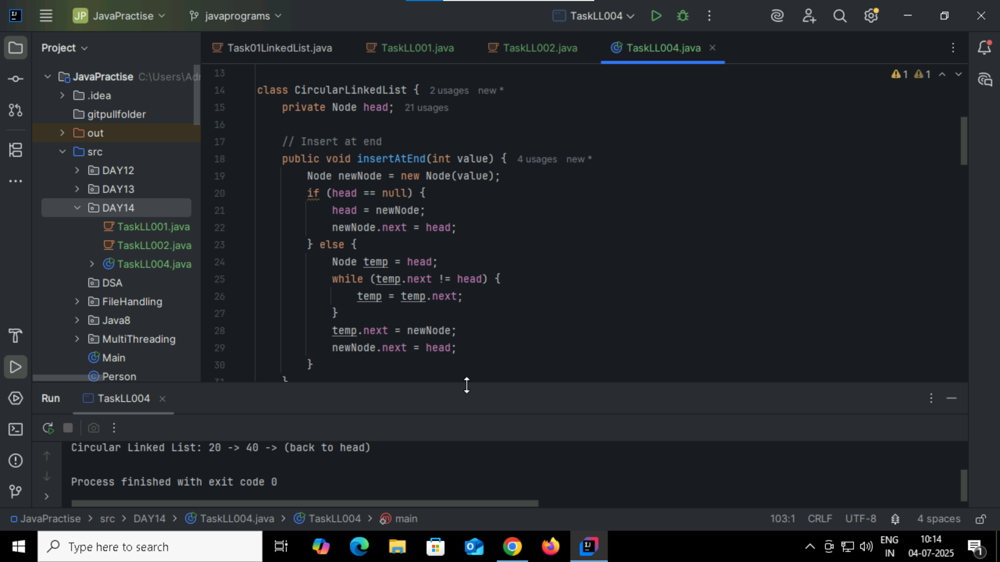 JP JavaPractise javaprograms TaskLL004
Project
Task01LinkedList.java TaskLL001.java TaskLL002.java TaskLL004.java
JavaPractise C:\Users\Adr
.idea
gitpullfolder
out
src
DAY12
DAY13
DAY14
TaskLL001.java
TaskLL002.java
TaskLL004.java
DSA
FileHandling
Java8
MultiThreading
Main
Person
1 1
13
14 class CircularLinkedList { 2 usages new *
15 private Node head; 21 usages
16
17 // Insert at end
18 public void insertAtEnd(int value) { 4 usages new *
19 Node newNode = new Node(value);
20 if (head == null) {
21 head = newNode;
22 newNode.next = head;
23 } else {
24 Node temp = head;
25 while (temp.next != head) {
26 temp = temp.next;
27 }
28 temp.next = newNode;
29 newNode.next = head;
30 }
31 }
Run TaskLL004
Circular Linked List: 20 -> 40 -> (back to head)
Process finished with exit code 0
JavaPractise > src > DAY14 > TaskLL004.java > TaskLL004 > main 103:1 CRLF UTF-8 4 spaces
Type here to search
ENG
IN
10:14
04-07-2025
1